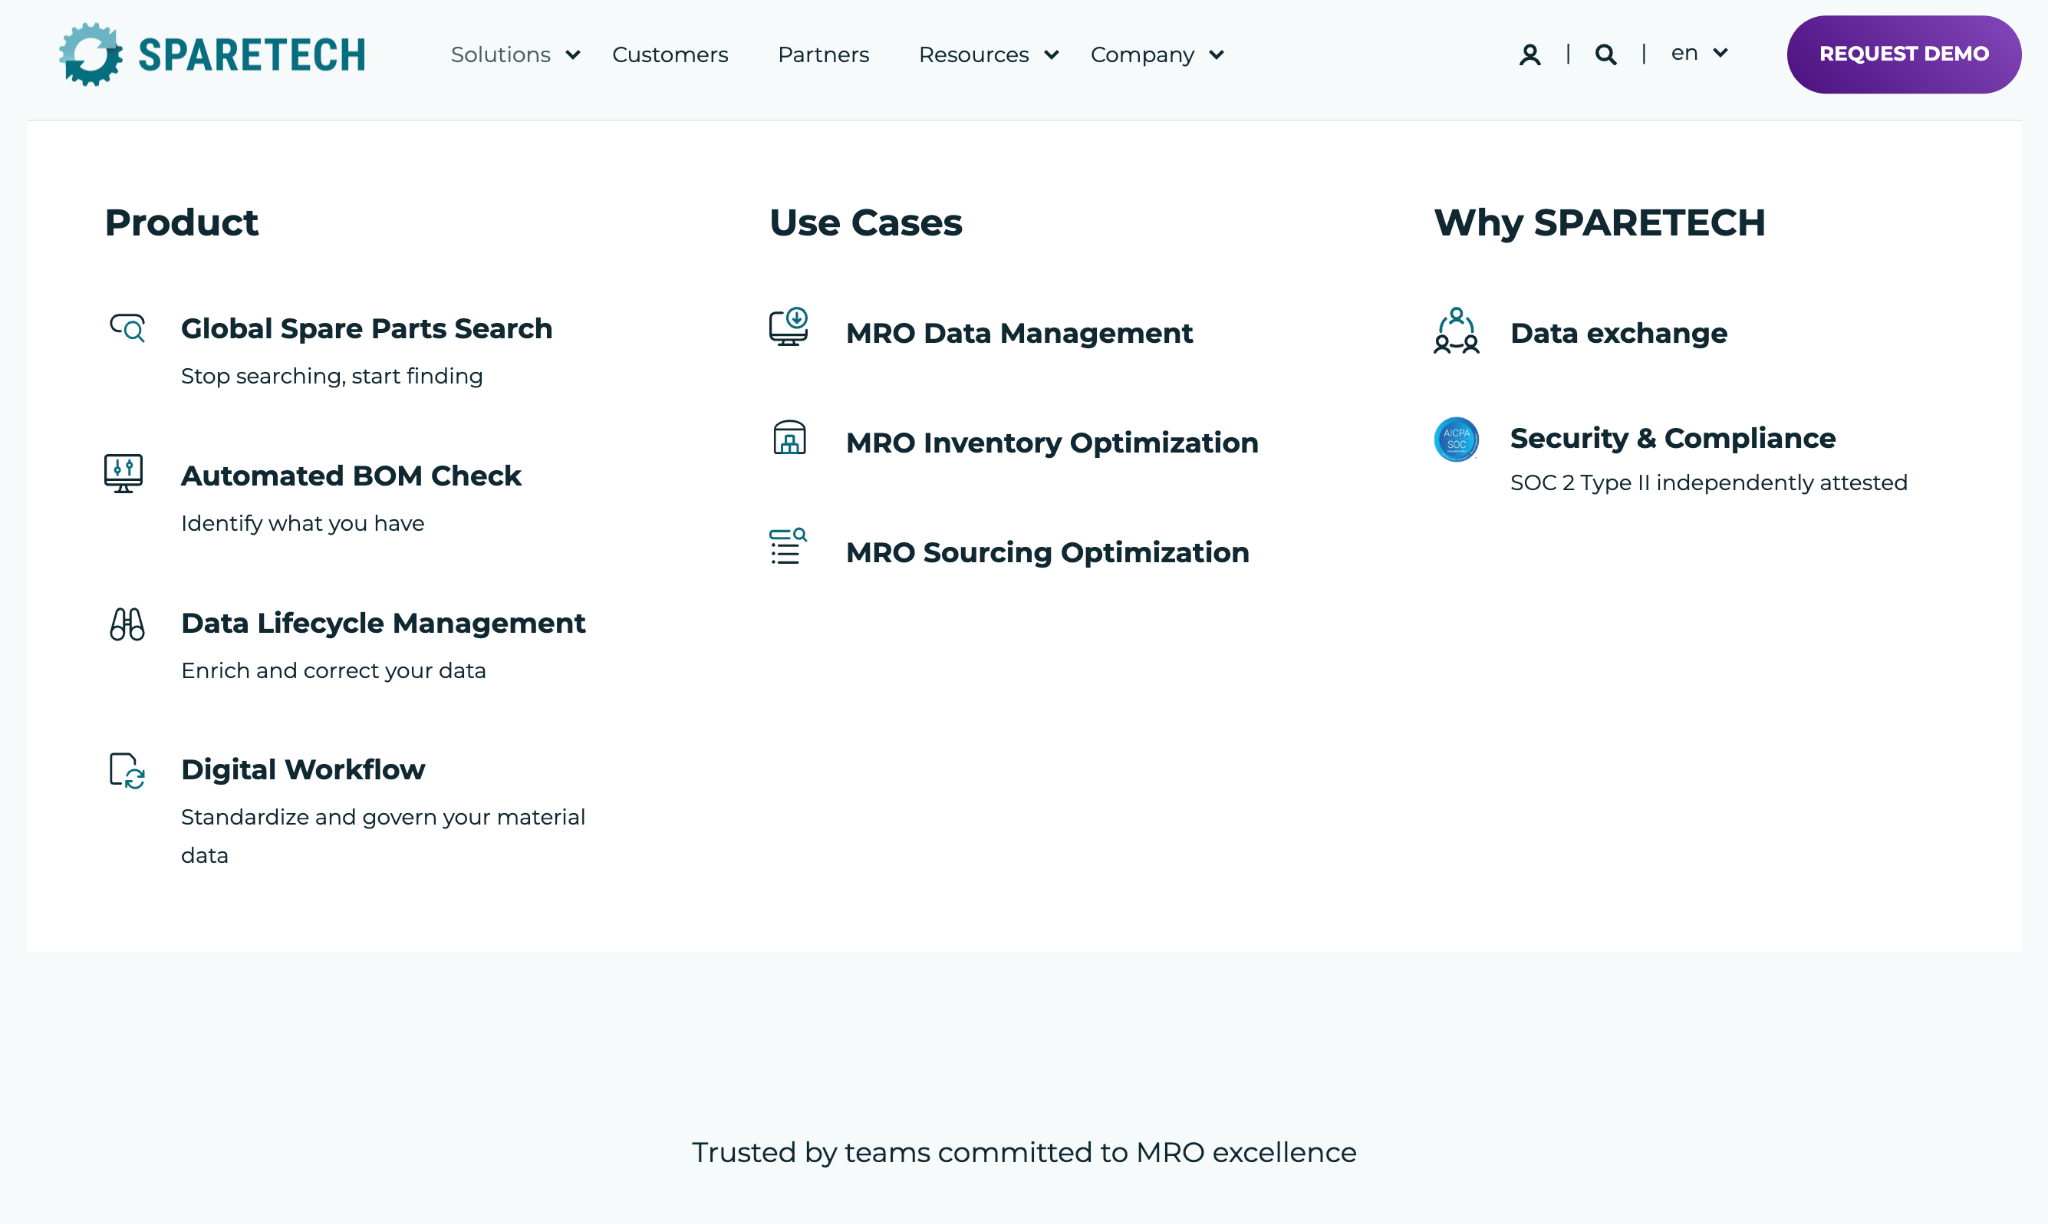 SPARETECH
Solutions
Customers
Partners
Resources
Company
en
REQUEST DEMO
Product
Global Spare Parts Search
Stop searching, start finding
Automated BOM Check
Identify what you have
Data Lifecycle Management
Enrich and correct your data
Digital Workflow
Standardize and govern your material
data
Use Cases
MRO Data Management
MRO Inventory Optimization
MRO Sourcing Optimization
Why SPARETECH
Data exchange
AICPA
SOC
Security & Compliance
SOC 2 Type II independently attested
Trusted by teams committed to MRO excellence